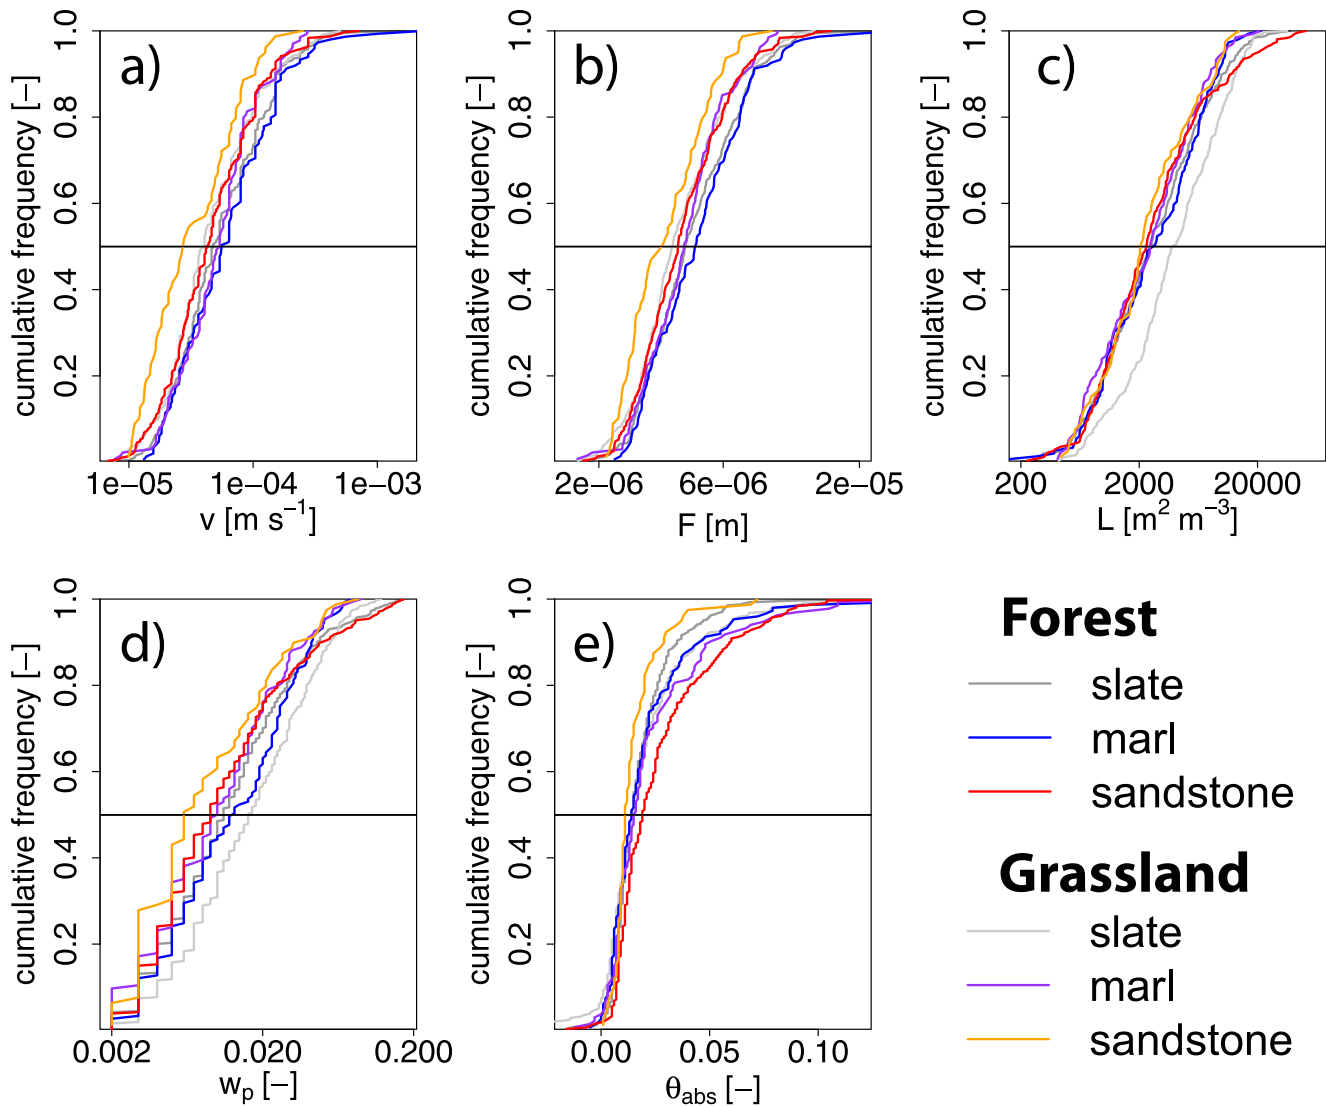 a)
cumulative frequency [−]
0.2 0.4 0.6 0.8 1.0
1e−05 1e−04 1e−03
v [m s⁻¹]
b)
cumulative frequency [−]
0.2 0.4 0.6 0.8 1.0
2e−06 6e−06 2e−05
F [m]
c)
cumulative frequency [−]
0.2 0.4 0.6 0.8 1.0
200 2000 20000
L [m² m⁻³]
d)
cumulative frequency [−]
0.2 0.4 0.6 0.8 1.0
0.002 0.020 0.200
wₚ [−]
e)
cumulative frequency [−]
0.2 0.4 0.6 0.8 1.0
0.00 0.05 0.10
θabs [−]
Forest
slate
marl
sandstone
Grassland
slate
marl
sandstone